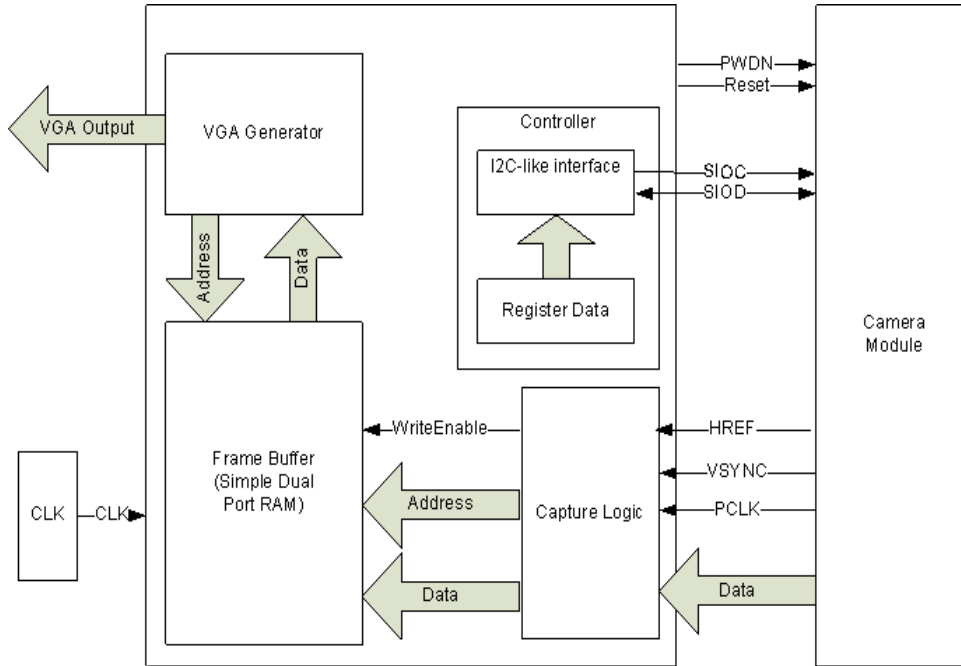 PWDN
Reset
VGA Output
VGA Generator
Controller
I2C-like interface
SIOC
SIOD
Address
Data
Register Data
Camera
Module
WriteEnable
HREF
Frame Buffer
(Simple Dual
Port RAM)
VSYNC
CLK
CLK
Address
Capture Logic
PCLK
Data
Data